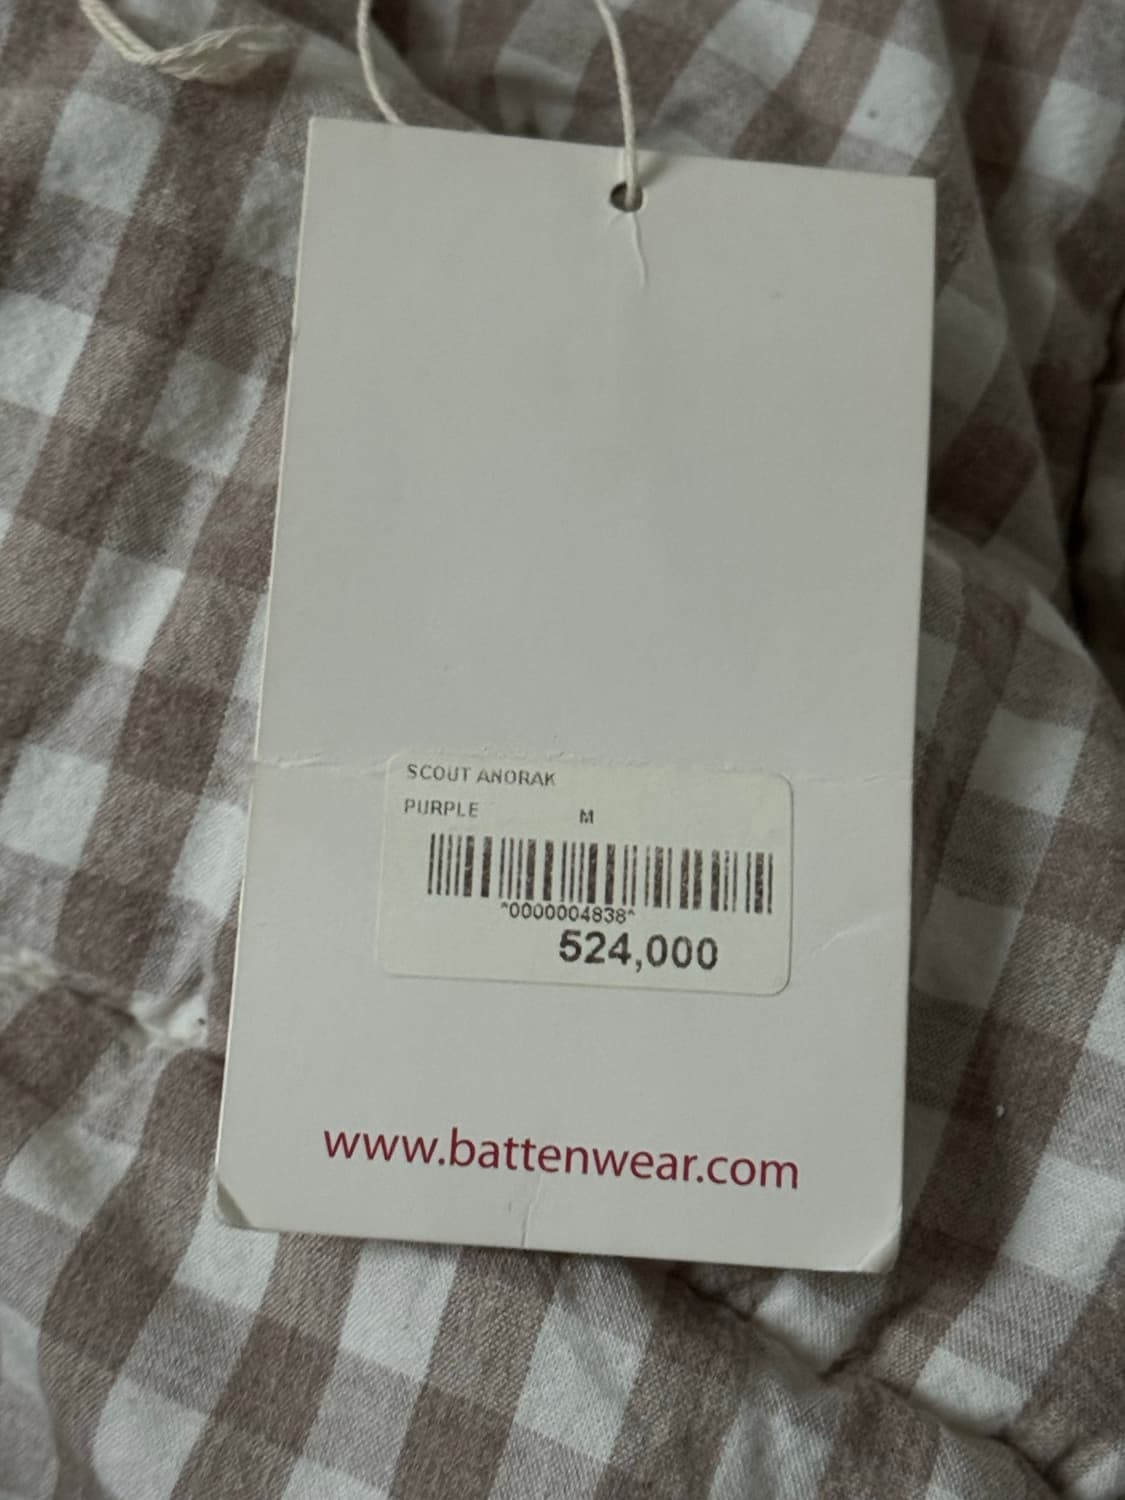 SCOUT ANORAK
PURPLE M
*0000004838*
524,000
www.battenwear.com